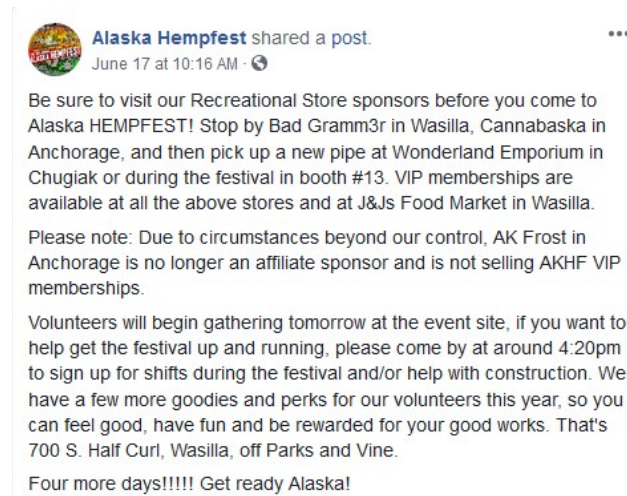 Alaska Hempfest shared a post.
June 17 at 10:16 AM ·
Be sure to visit our Recreational Store sponsors before you come to
Alaska HEMPFEST! Stop by Bad Gramm3r in Wasilla, Cannabaska in
Anchorage, and then pick up a new pipe at Wonderland Emporium in
Chugiak or during the festival in booth #13. VIP memberships are
available at all the above stores and at J&Js Food Market in Wasilla.
Please note: Due to circumstances beyond our control, AK Frost in
Anchorage is no longer an affiliate sponsor and is not selling AKHF VIP
memberships.
Volunteers will begin gathering tomorrow at the event site, if you want to
help get the festival up and running, please come by at around 4:20pm
to sign up for shifts during the festival and/or help with construction. We
have a few more goodies and perks for our volunteers this year, so you
can feel good, have fun and be rewarded for your good works. That's
700 S. Half Curl, Wasilla, off Parks and Vine.
Four more days!!!!! Get ready Alaska!